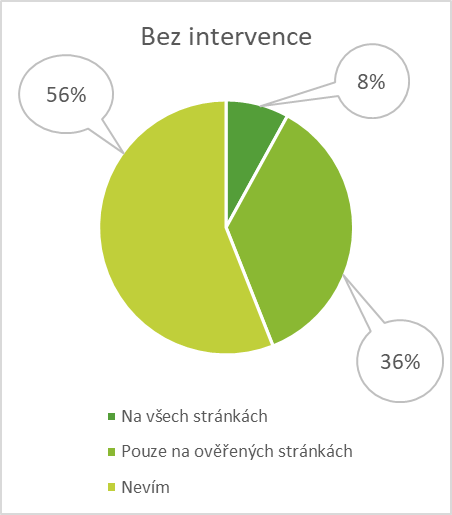 Bez intervence
56%
8%
36%
Na všech stránkách
Pouze na ověřených stránkách
Nevím